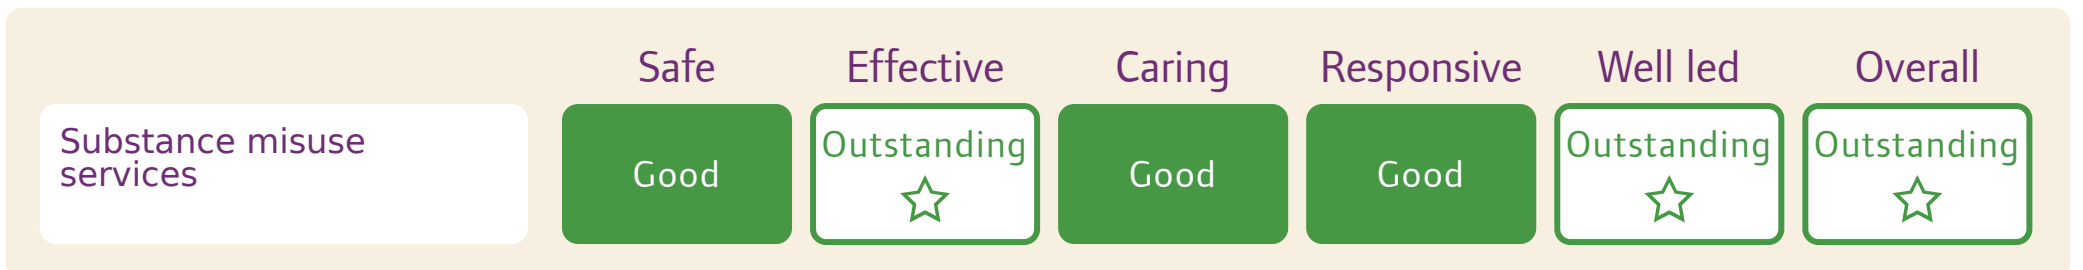 Safe Effective Caring Responsive Well led Overall
Substance misuse
services
Good Outstanding Good Good Outstanding Outstanding